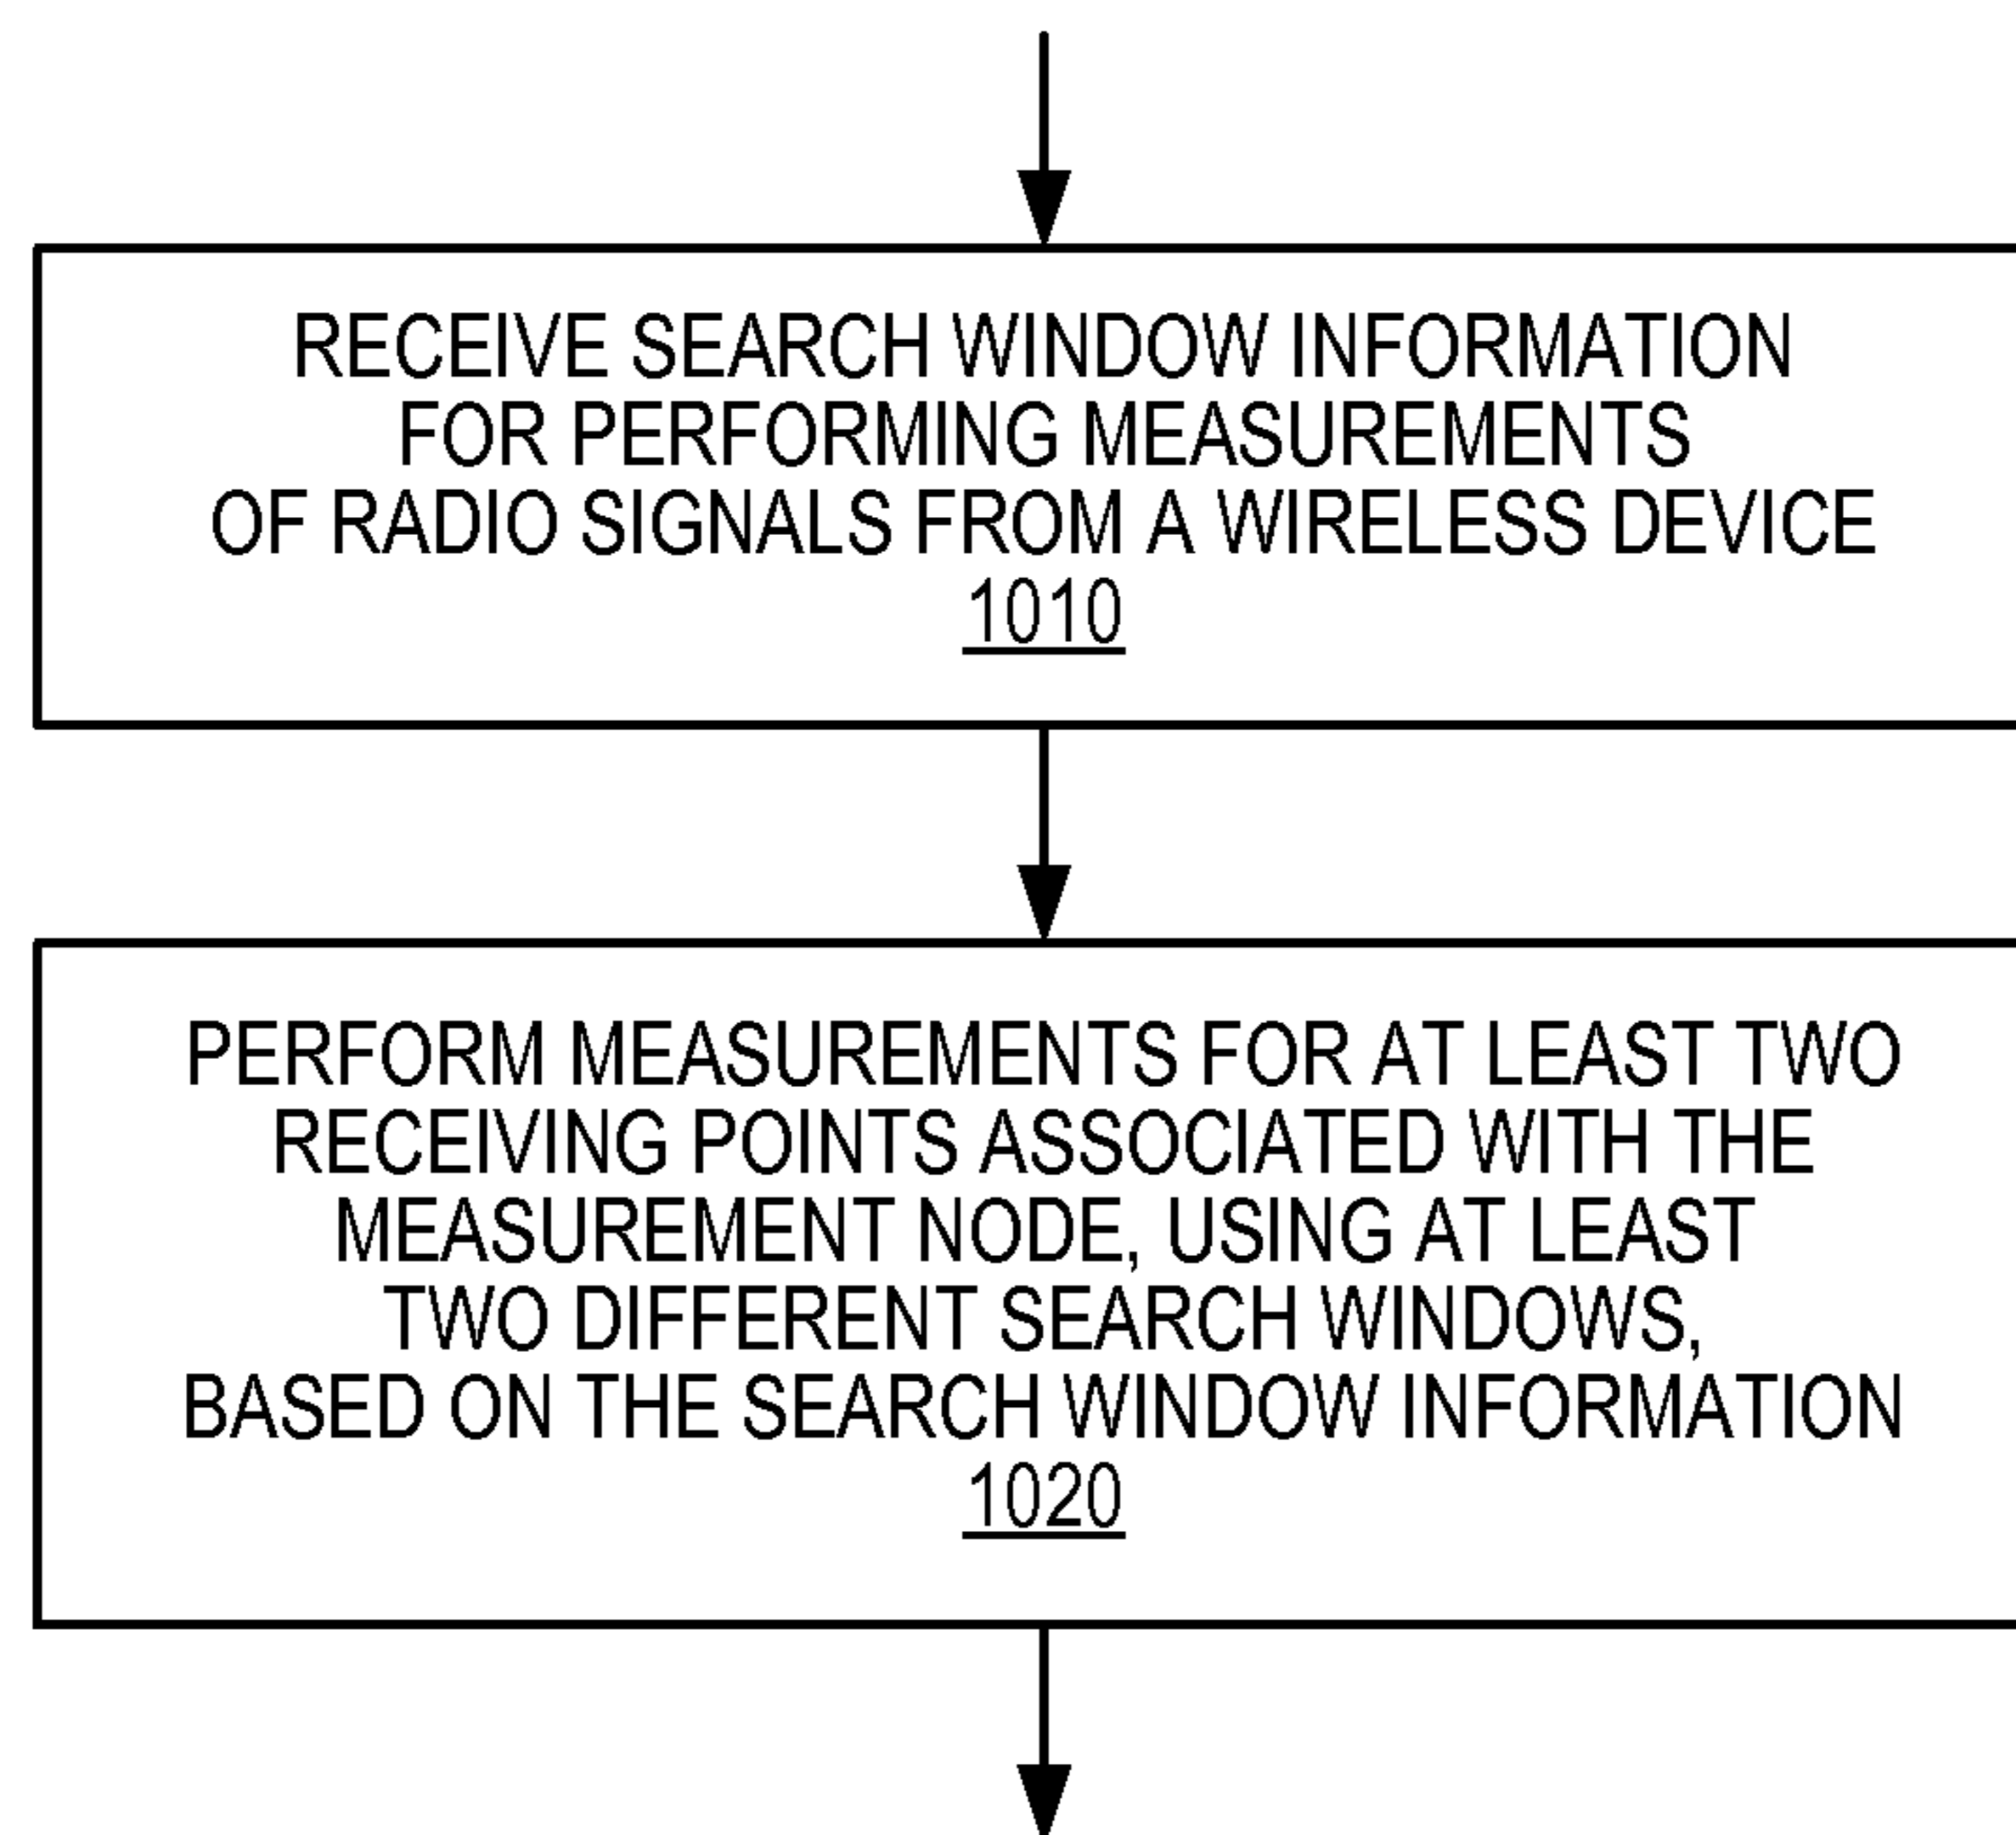 RECEIVE SEARCH WINDOW INFORMATION
FOR PERFORMING MEASUREMENTS
OF RADIO SIGNALS FROM A WIRELESS DEVICE
1010
PERFORM MEASUREMENTS FOR AT LEAST TWO
RECEIVING POINTS ASSOCIATED WITH THE
MEASUREMENT NODE, USING AT LEAST
TWO DIFFERENT SEARCH WINDOWS,
BASED ON THE SEARCH WINDOW INFORMATION
1020